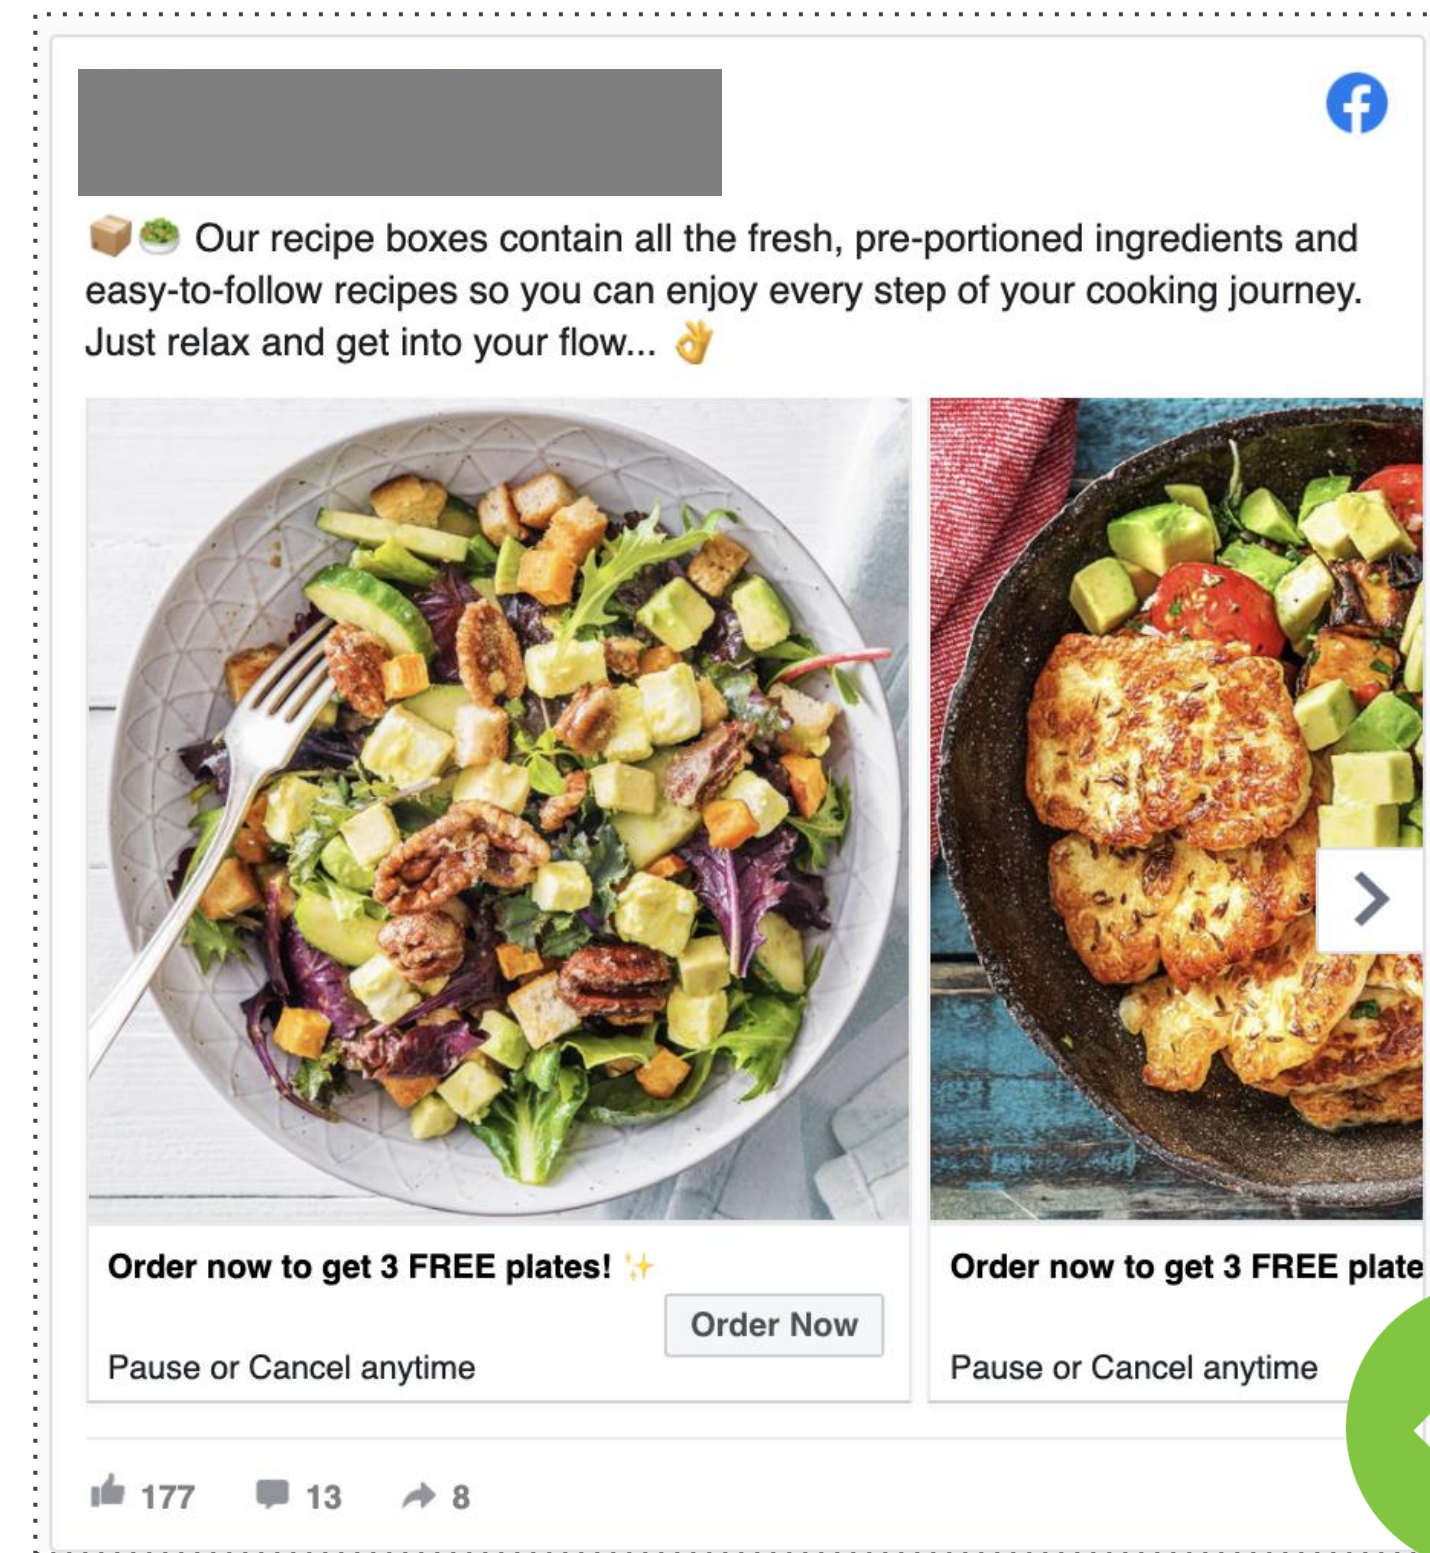 📦🥗 Our recipe boxes contain all the fresh, pre-portioned ingredients and
easy-to-follow recipes so you can enjoy every step of your cooking journey.
Just relax and get into your flow... 👌
Order now to get 3 FREE plates! ✨
Order Now
Pause or Cancel anytime
Order now to get 3 FREE plate
Pause or Cancel anytime
177 13 8